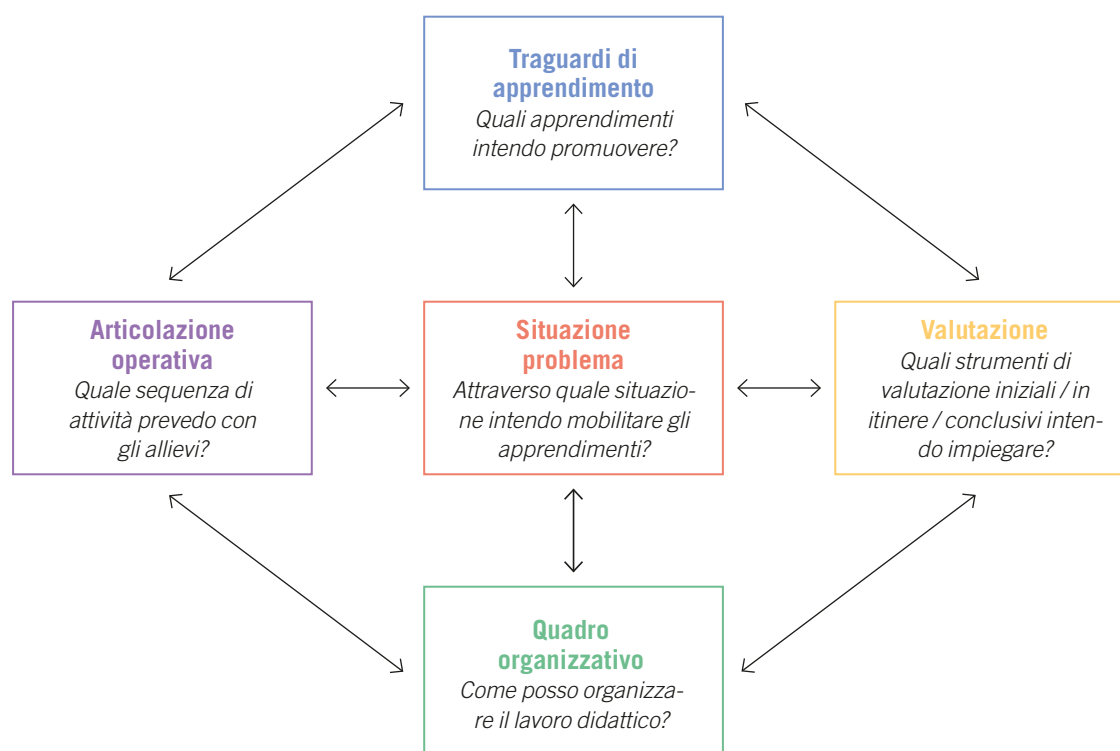 Traguardi di
apprendimento
Quali apprendimenti
intendo promuovere?
Articolazione
operativa
Quale sequenza di
attività prevedo con
gli allievi?
Situazione
problema
Attraverso quale situazio-
ne intendo mobilitare gli
apprendimenti?
Valutazione
Quali strumenti di
valutazione iniziali / in
itinere / conclusivi inten-
do impiegare?
Quadro
organizzativo
Come posso organizza-
re il lavoro didattico?